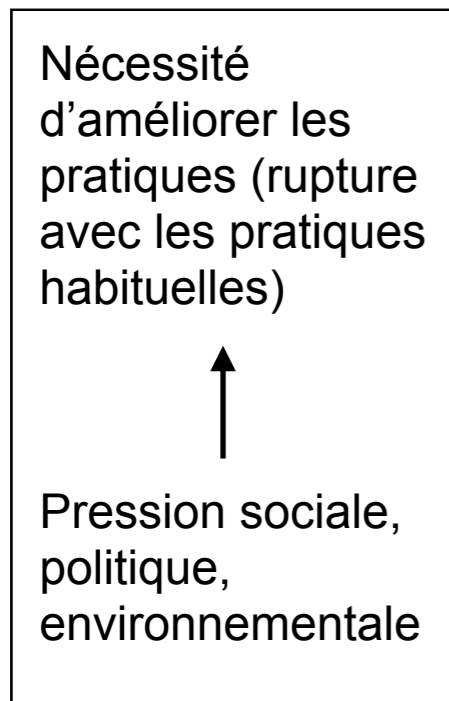 Nécessité
d’améliorer les
pratiques (rupture
avec les pratiques
habituelles)
Pression sociale,
politique,
environnementale